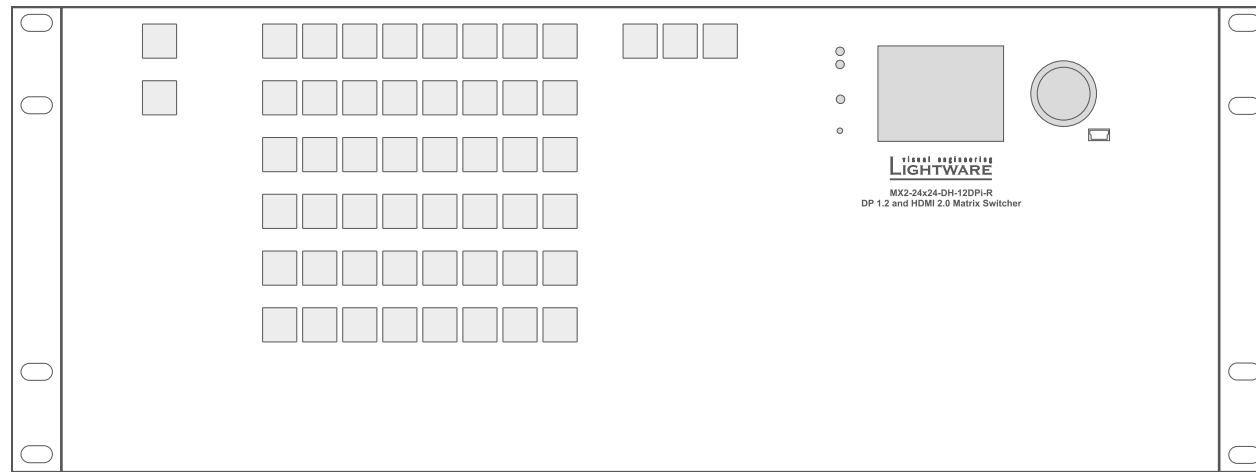 visual engineering
LIGHTWARE
MX2-24x24-DH-12DPi-R
DP 1.2 and HDMI 2.0 Matrix Switcher